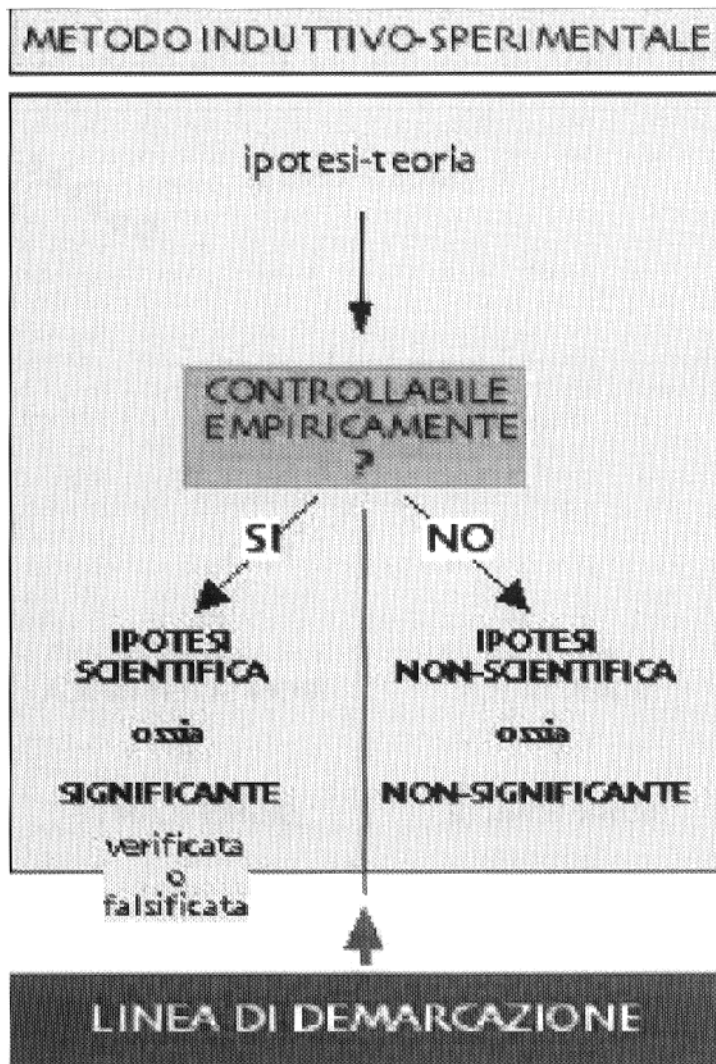 METODO INDUTTIVO-SPERIMENTALE
ipotesi-teoria
CONTROLLABILE
EMPIRICAMENTE
?
SI
NO
IPOTESI
SCIENTIFICA
ossia
SIGNIFICANTE
verificata
o
falsificata
IPOTESI
NON-SCIENTIFICA
ossia
NON-SIGNIFICANTE
LINEA DI DEMARCAZIONE